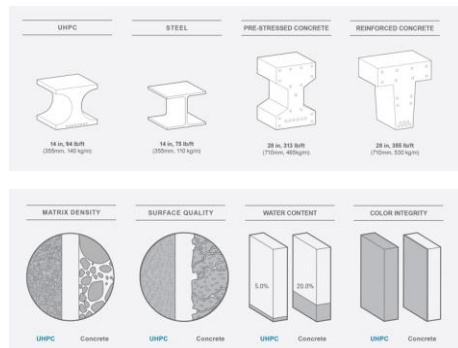 UHPC
STEEL
PRE-STRESSED CONCRETE
REINFORCED CONCRETE
14 in, 94 lb/ft
(355mm, 140 kg/m)
14 in, 75 lb/ft
(355mm, 110 kg/m)
28 in, 313 lb/ft
(710mm, 465kg/m)
28 in, 355 lb/ft
(710mm, 530 kg/m)
MATRIX DENSITY
SURFACE QUALITY
WATER CONTENT
COLOR INTEGRITY
5.0%
20.0%
UHPC
Concrete
UHPC
Concrete
UHPC
Concrete
UHPC
Concrete